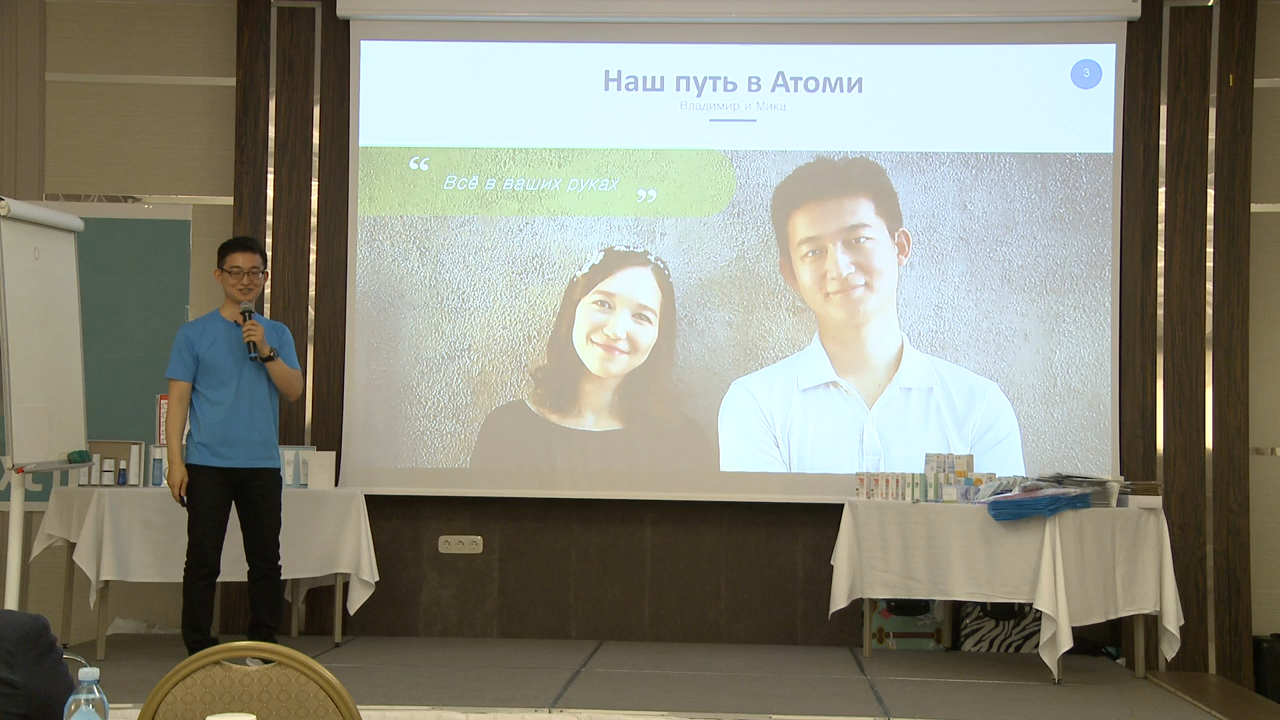 Наш путь в Атоми
Владимир и Мика
3
“ Всё в ваших руках ”